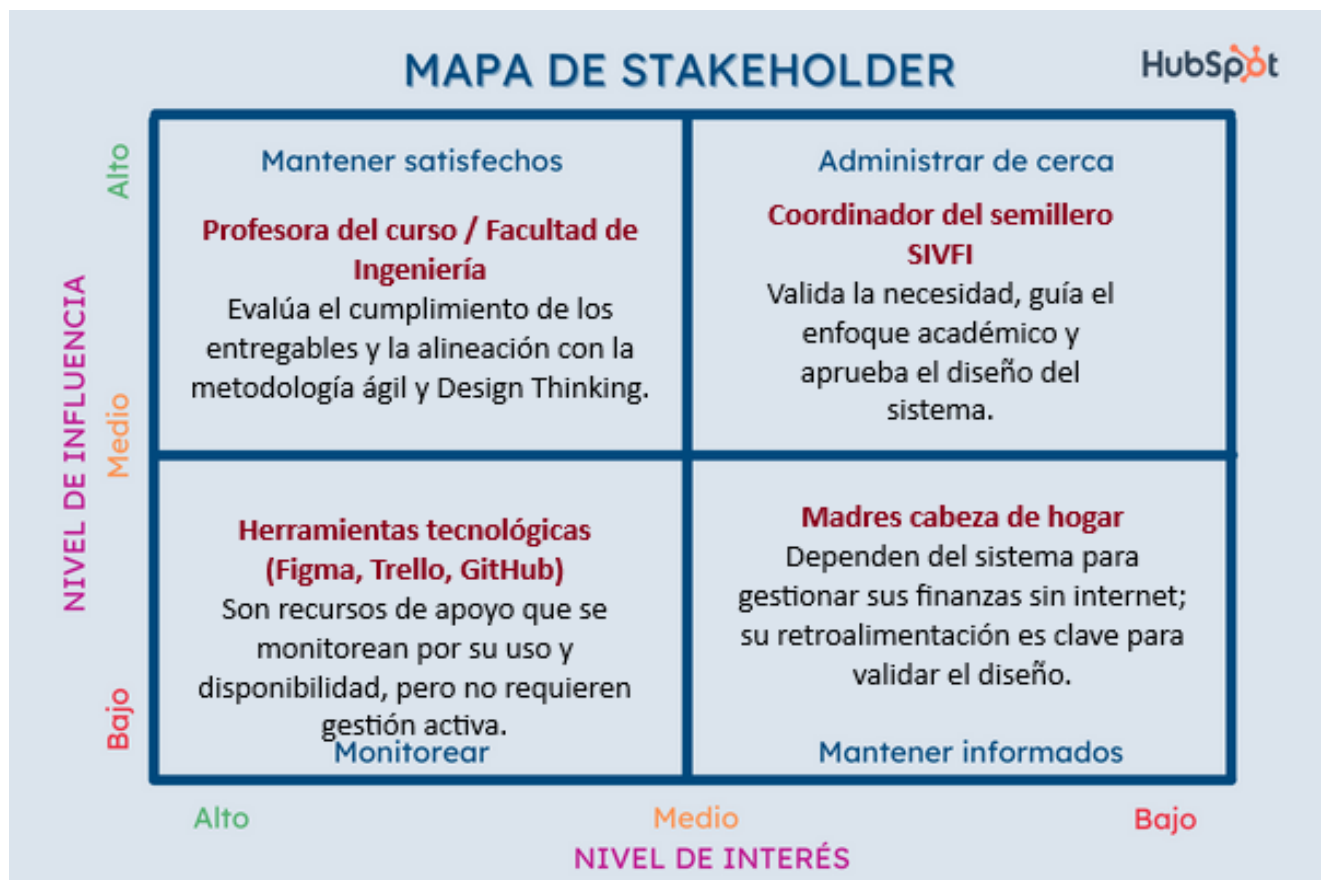 MAPA DE STAKEHOLDER
HubSpot
NIVEL DE INFLUENCIA
Alto
Medio
Bajo
Mantener satisfechos
Profesora del curso / Facultad de
Ingeniería
Evalúa el cumplimiento de los
entregables y la alineación con la
metodología ágil y Design Thinking.
Administrar de cerca
Coordinador del semillero
SIVFI
Valida la necesidad, guía el
enfoque académico y
aprueba el diseño del
sistema.
Herramientas tecnológicas
(Figma, Trello, GitHub)
Son recursos de apoyo que se
monitorean por su uso y
disponibilidad, pero no requieren
gestión activa.
Monitorear
Madres cabeza de hogar
Dependen del sistema para
gestionar sus finanzas sin internet;
su retroalimentación es clave para
validar el diseño.
Mantener informados
Alto
Medio
Bajo
NIVEL DE INTERÉS